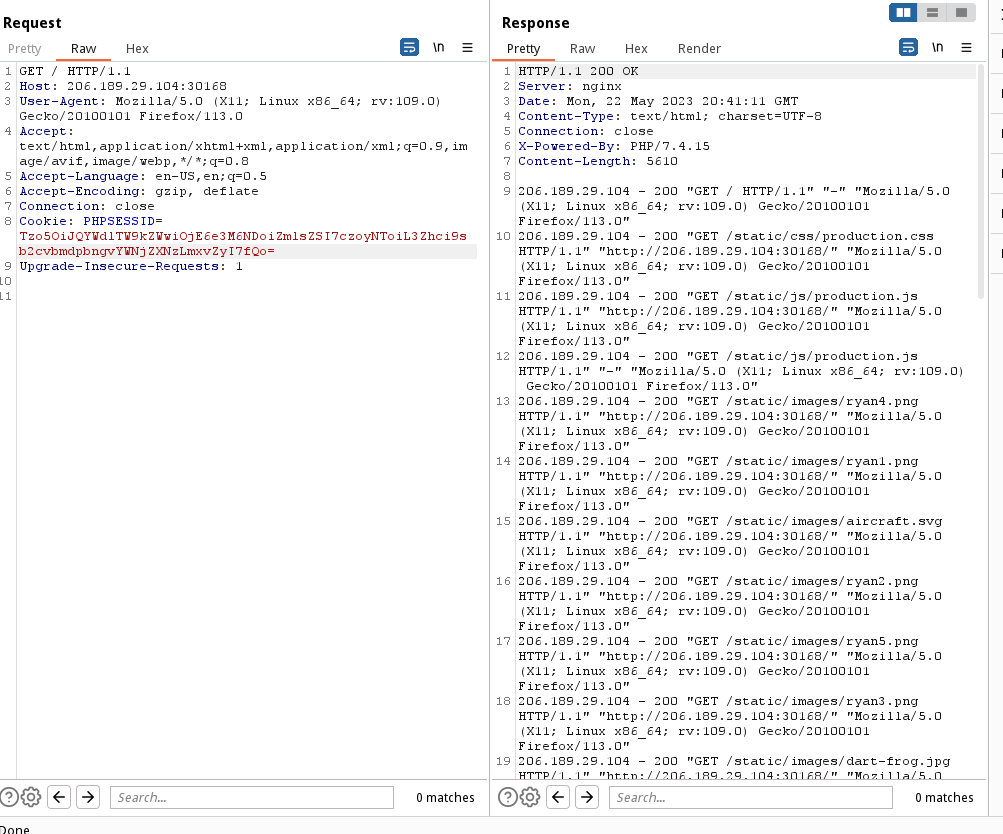 Request
Pretty Raw Hex \n
1 GET / HTTP/1.1
2 Host: 206.189.29.104:30168
3 User-Agent: Mozilla/5.0 (X11; Linux x86_64; rv:109.0)
Gecko/20100101 Firefox/113.0
4 Accept:
text/html,application/xhtml+xml,application/xml;q=0.9,im
age/avif,image/webp,*/*;q=0.8
5 Accept-Language: en-US,en;q=0.5
6 Accept-Encoding: gzip, deflate
7 Connection: close
8 Cookie: PHPSESSID=
Tzo5OiJQYWdlTW9kZWwiOjE6e3M6NDoiZmlsZSI7czoyNToiL3Zhci9s
b2cvbmdpbngvYWNjZXNzLmxvZyI7fQo=
9 Upgrade-Insecure-Requests: 1
10
11
Search...
0 matches
Done
Response
Pretty Raw Hex Render \n
1 HTTP/1.1 200 OK
2 Server: nginx
3 Date: Mon, 22 May 2023 20:41:11 GMT
4 Content-Type: text/html; charset=UTF-8
5 Connection: close
6 X-Powered-By: PHP/7.4.15
7 Content-Length: 5610
8
9 206.189.29.104 - 200 "GET / HTTP/1.1" "-" "Mozilla/5.0
(X11; Linux x86_64; rv:109.0) Gecko/20100101
Firefox/113.0"
10 206.189.29.104 - 200 "GET /static/css/production.css
HTTP/1.1" "http://206.189.29.104:30168/" "Mozilla/5.0
(X11; Linux x86_64; rv:109.0) Gecko/20100101
Firefox/113.0"
11 206.189.29.104 - 200 "GET /static/js/production.js
HTTP/1.1" "http://206.189.29.104:30168/" "Mozilla/5.0
(X11; Linux x86_64; rv:109.0) Gecko/20100101
Firefox/113.0"
12 206.189.29.104 - 200 "GET /static/js/production.js
HTTP/1.1" "-" "Mozilla/5.0 (X11; Linux x86_64; rv:109.0)
Gecko/20100101 Firefox/113.0"
13 206.189.29.104 - 200 "GET /static/images/ryan4.png
HTTP/1.1" "http://206.189.29.104:30168/" "Mozilla/5.0
(X11; Linux x86_64; rv:109.0) Gecko/20100101
Firefox/113.0"
14 206.189.29.104 - 200 "GET /static/images/ryan1.png
HTTP/1.1" "http://206.189.29.104:30168/" "Mozilla/5.0
(X11; Linux x86_64; rv:109.0) Gecko/20100101
Firefox/113.0"
15 206.189.29.104 - 200 "GET /static/images/aircraft.svg
HTTP/1.1" "http://206.189.29.104:30168/" "Mozilla/5.0
(X11; Linux x86_64; rv:109.0) Gecko/20100101
Firefox/113.0"
16 206.189.29.104 - 200 "GET /static/images/ryan2.png
HTTP/1.1" "http://206.189.29.104:30168/" "Mozilla/5.0
(X11; Linux x86_64; rv:109.0) Gecko/20100101
Firefox/113.0"
17 206.189.29.104 - 200 "GET /static/images/ryan5.png
HTTP/1.1" "http://206.189.29.104:30168/" "Mozilla/5.0
(X11; Linux x86_64; rv:109.0) Gecko/20100101
Firefox/113.0"
18 206.189.29.104 - 200 "GET /static/images/ryan3.png
HTTP/1.1" "http://206.189.29.104:30168/" "Mozilla/5.0
(X11; Linux x86_64; rv:109.0) Gecko/20100101
Firefox/113.0"
19 206.189.29.104 - 200 "GET /static/images/dart-frog.jpg
HTTP/1.1" "http://206.189.29.104:30168/" "Mozilla/5.0
Search...
0 matches